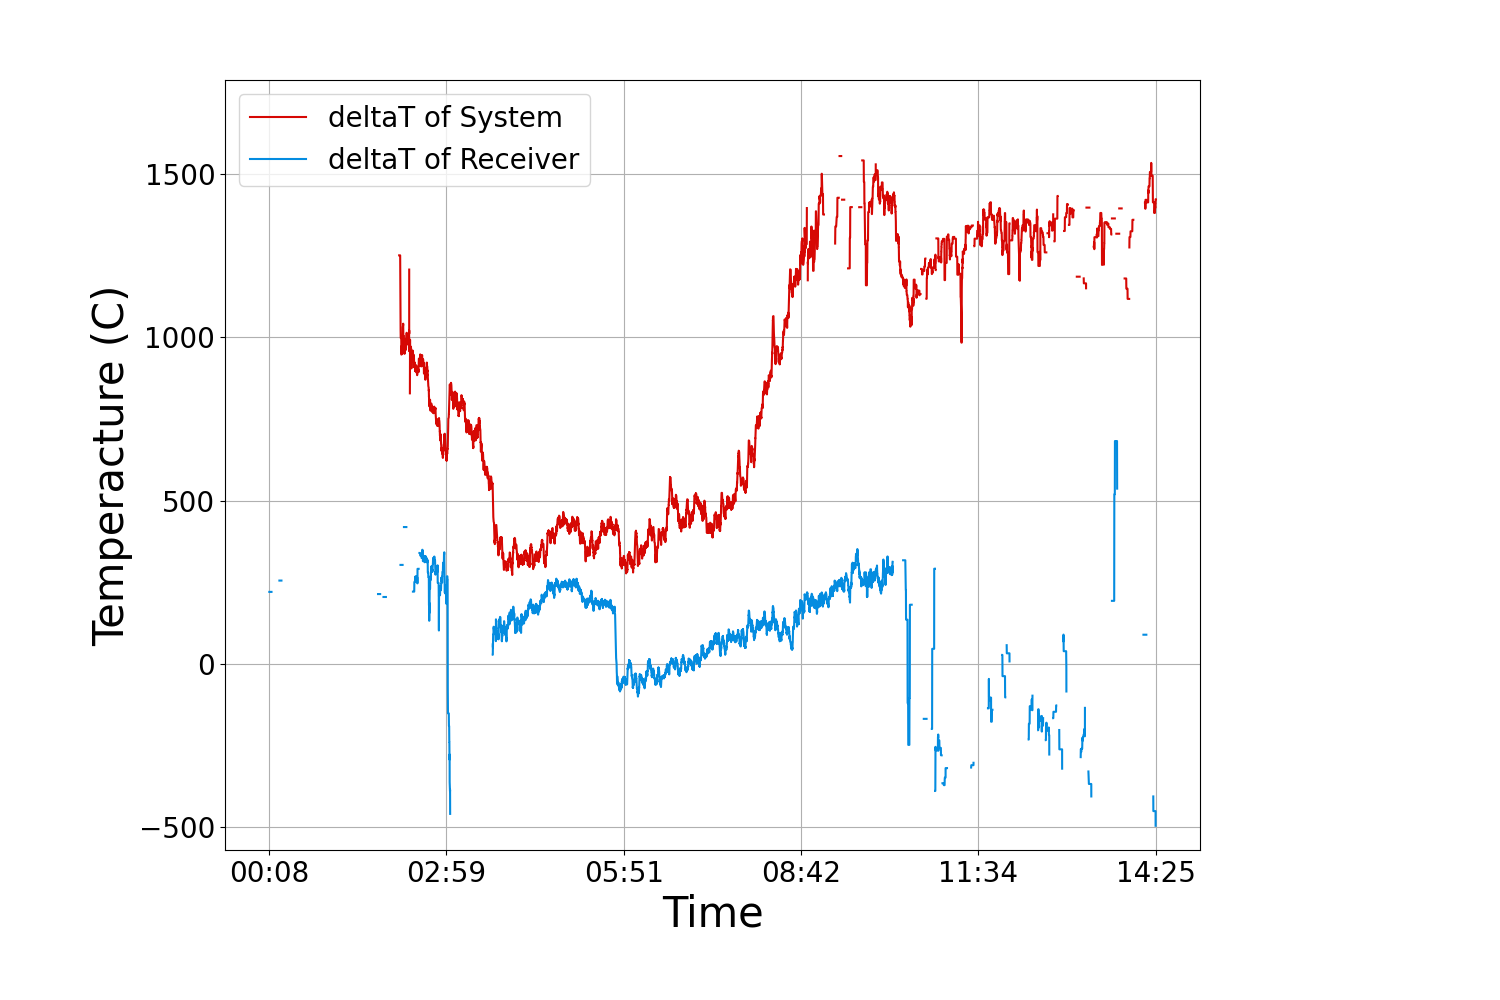 deltaT of System
deltaT of Receiver
Temperacture (C)
1500
1000
500
0
−500
00:08 02:59 05:51 08:42 11:34 14:25
Time